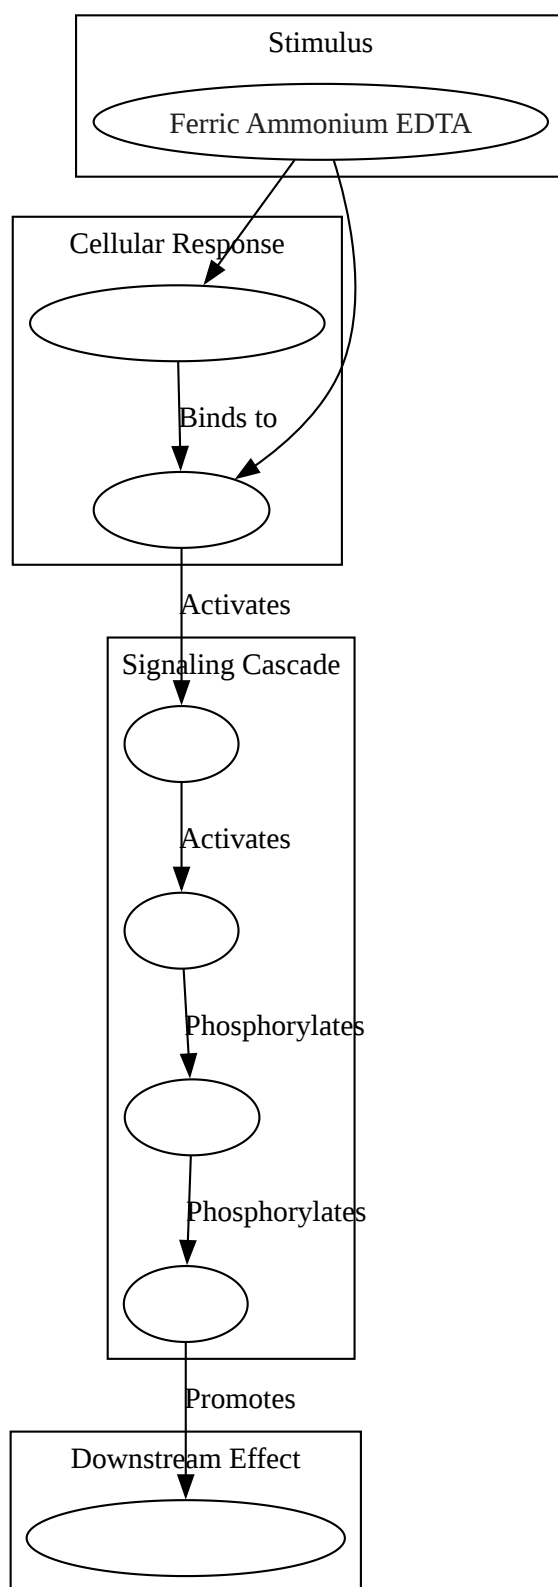 Stimulus
Ferric Ammonium EDTA
Cellular Response
Binds to
Activates
Signaling Cascade
Activates
Phosphorylates
Phosphorylates
Promotes
Downstream Effect